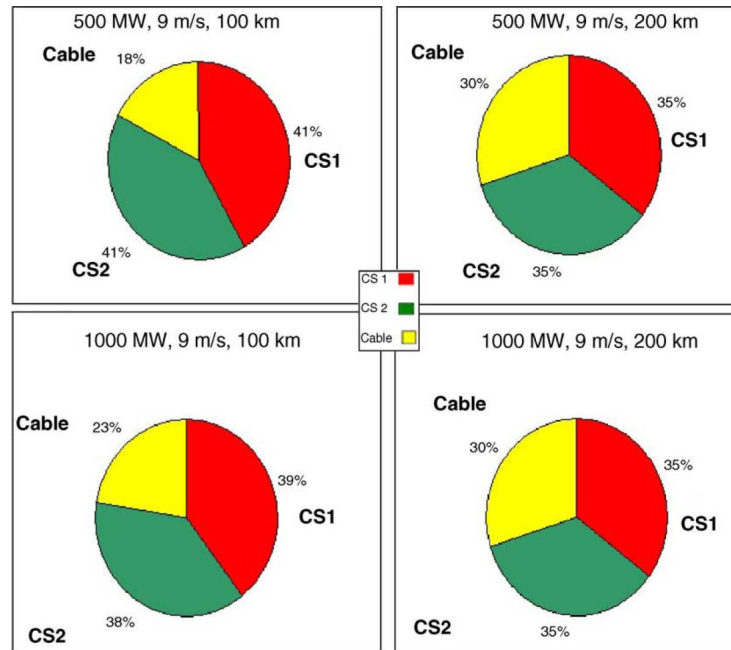 500 MW, 9 m/s, 100 km
Cable
18%
41%
CS1
41%
CS2
500 MW, 9 m/s, 200 km
Cable
30%
35%
CS1
CS2
35%
CS 1
CS 2
Cable
1000 MW, 9 m/s, 100 km
Cable
23%
39%
CS1
38%
CS2
1000 MW, 9 m/s, 200 km
Cable
30%
35%
CS1
CS2
35%